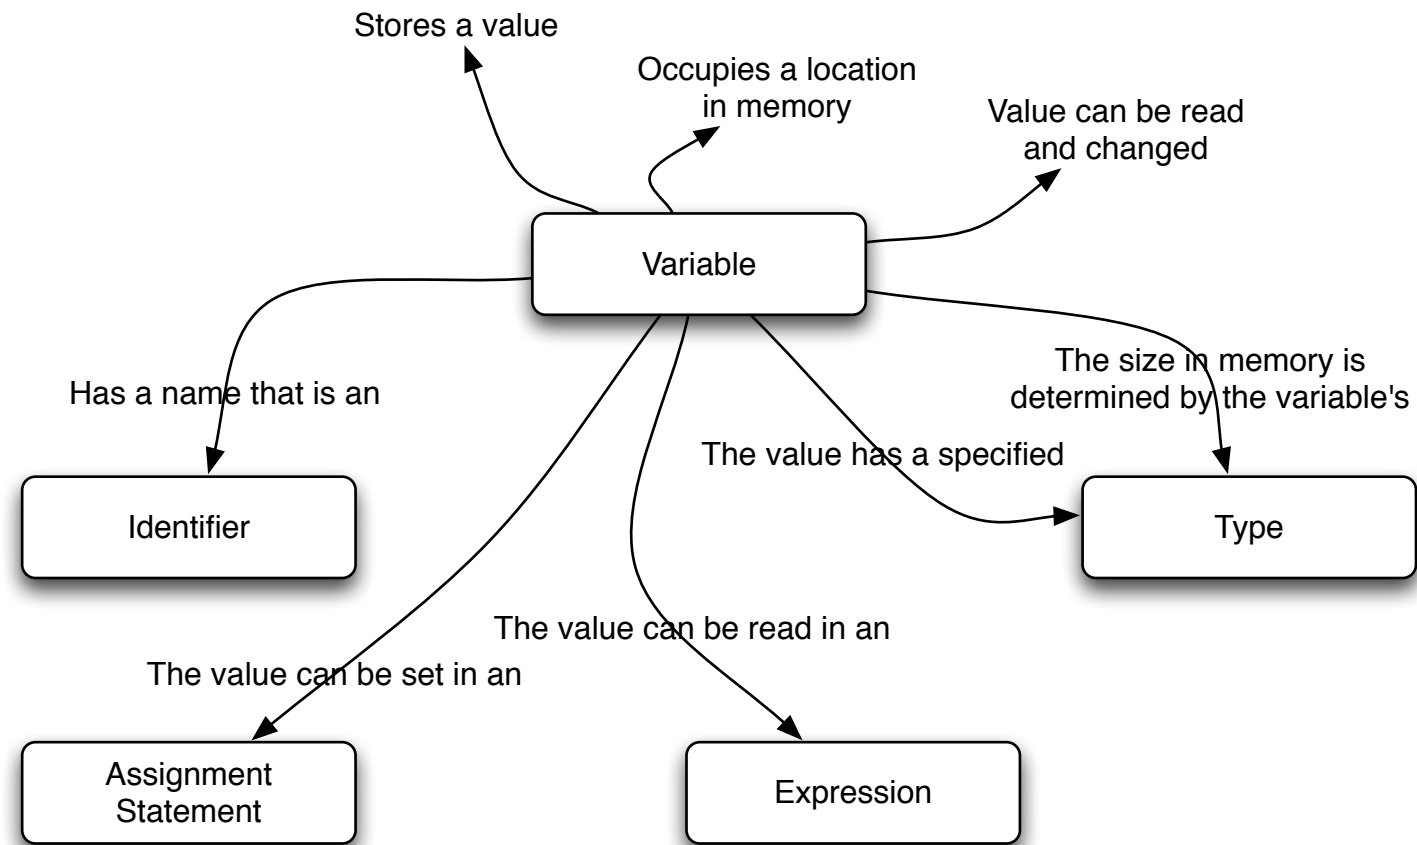 Stores a value
Occupies a location
in memory
Value can be read
and changed
Variable
The size in memory is
determined by the variable's
Has a name that is an
The value has a specified
Identifier
Type
The value can be read in an
The value can be set in an
Assignment
Statement
Expression